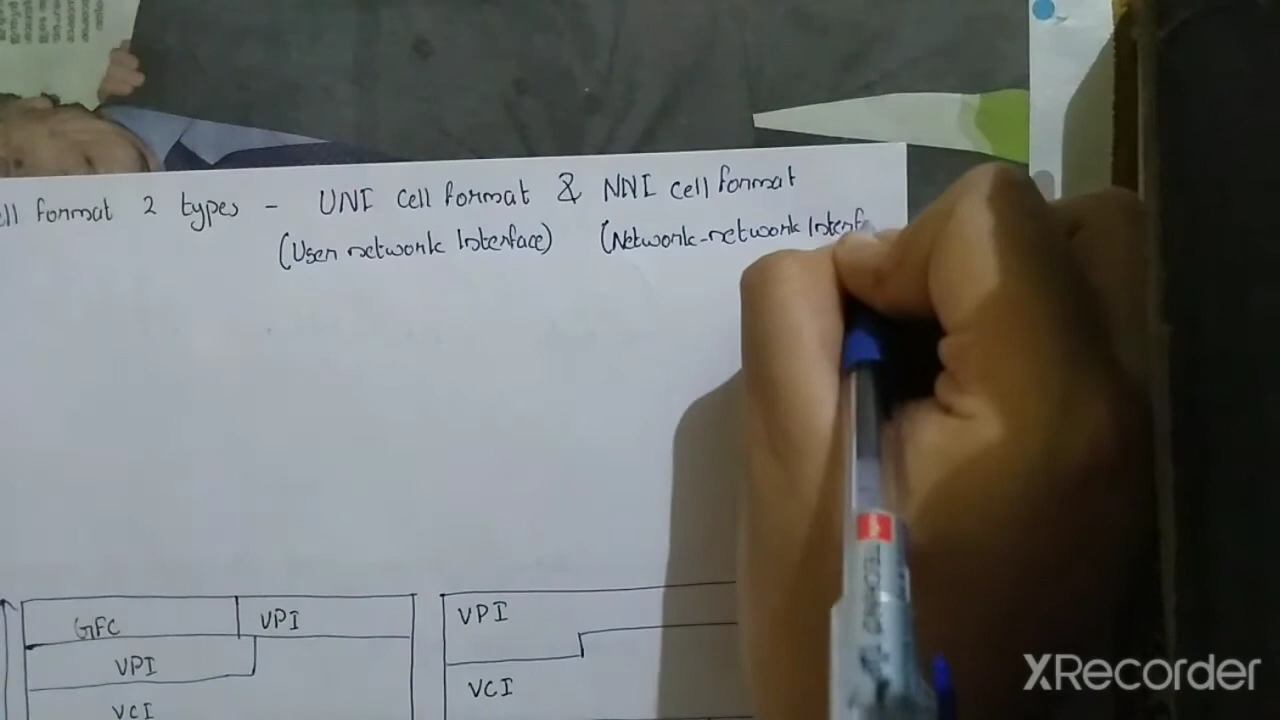 ell format 2 types - UNI cell format & NNI cell format
(User network Interface) (Network-network Interf
GFC VPI
VPI
VCI
VPI
VCI
XRecorder